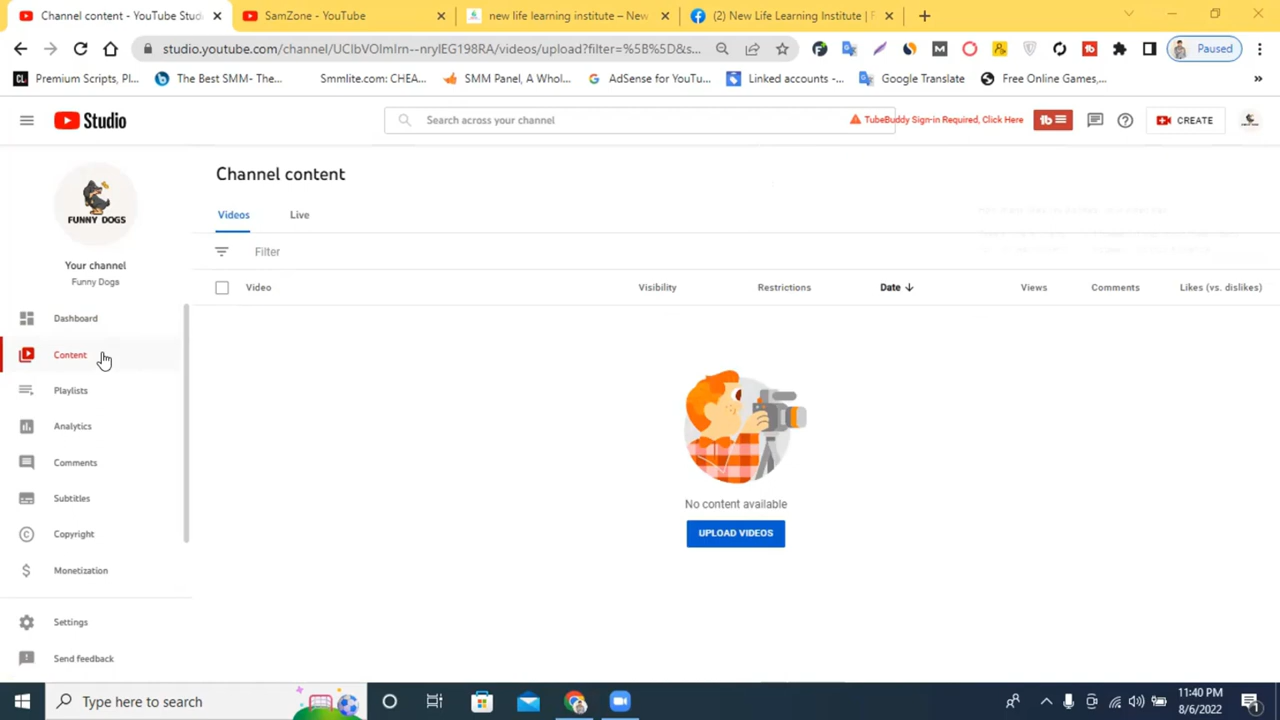 Channel content - YouTube Studi
SamZone - YouTube
new life learning institute – New
(2) New Life Learning Institute | F
studio.youtube.com/channel/UCIbVOImIrn--nryIEG198RA/videos/upload?filter=%5B%5D&s...
Paused
Premium Scripts, Pl...
The Best SMM- The...
Smmlite.com: CHEA...
SMM Panel, A Whol...
AdSense for YouTu...
Linked accounts -...
Google Translate
Free Online Games,...
»
Studio
Search across your channel
TubeBuddy Sign-in Required, Click Here
tb
CREATE
FUNNY DOGS
Your channel
Funny Dogs
Dashboard
Content
Playlists
Analytics
Comments
Subtitles
Copyright
Monetization
Settings
Send feedback
Channel content
Videos
Live
Filter
Video
Visibility
Restrictions
Date
Views
Comments
Likes (vs. dislikes)
No content available
UPLOAD VIDEOS
Type here to search
11:40 PM
8/6/2022
1